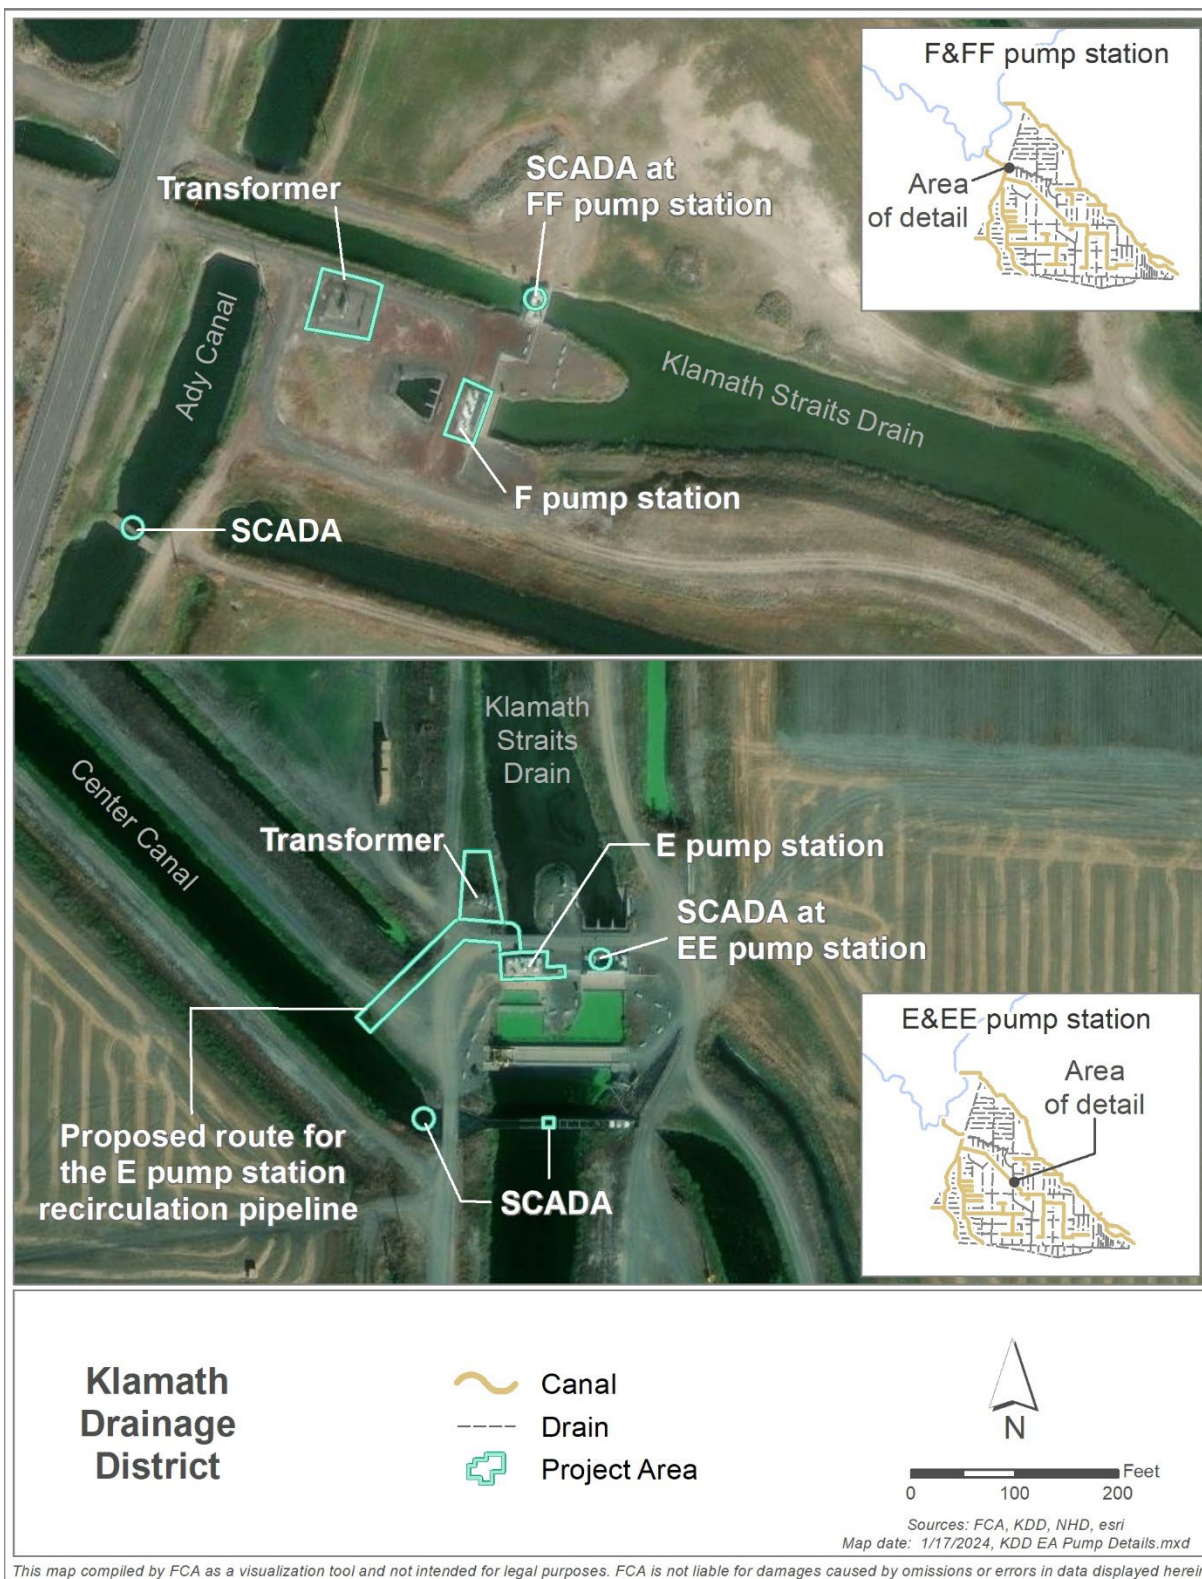 F&FF pump station
Area
of detail
Transformer
SCADA at
FF pump station
Ady Canal
Klamath Straits Drain
F pump station
SCADA
Klamath
Straits
Drain
Center Canal
Transformer
E pump station
SCADA at
EE pump station
E&EE pump station
Area
of detail
Proposed route for
the E pump station
recirculation pipeline
SCADA
Klamath
Drainage
District
Canal
Drain
Project Area
N
Feet
0 100 200
Sources: FCA, KDD, NHD, esri
Map date: 1/17/2024, KDD EA Pump Details.mxd
This map compiled by FCA as a visualization tool and not intended for legal purposes. FCA is not liable for damages caused by omissions or errors in data displayed herein